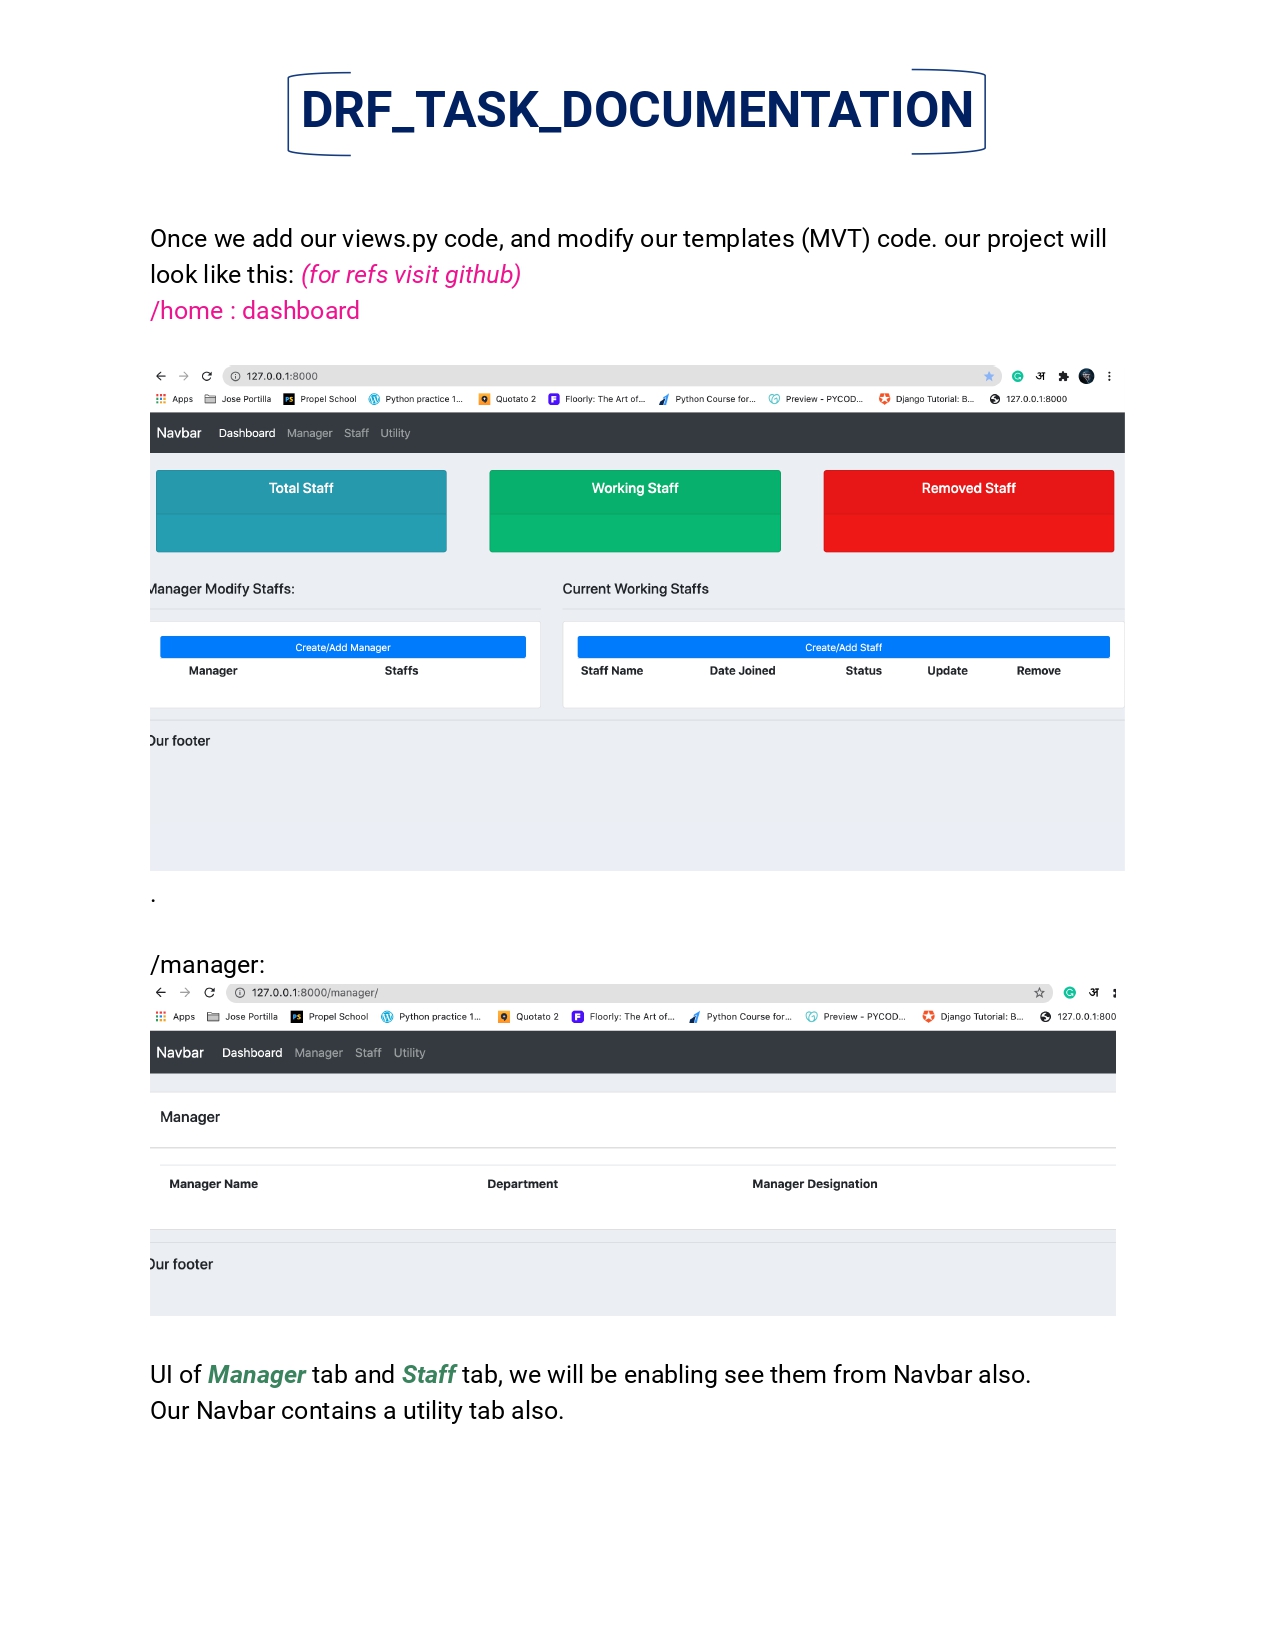 DRF_TASK_DOCUMENTATION
Once we add our views.py code, and modify our templates (MVT) code. our project will
look like this: (for refs visit github)
/home : dashboard
127.0.0.1:8000 अ
Apps Jose Portilla PS Propel School Python practice 1... Quotato 2 Floorly: The Art of... Python Course for... Preview - PYCOD... Django Tutorial: B... 127.0.0.1:8000
Navbar Dashboard Manager Staff Utility
Total Staff Working Staff Removed Staff
Manager Modify Staffs: Current Working Staffs
Create/Add Manager Create/Add Staff
Manager Staffs Staff Name Date Joined Status Update Remove
Our footer
.
/manager:
127.0.0.1:8000/manager/ अ
Apps Jose Portilla PS Propel School Python practice 1... Quotato 2 Floorly: The Art of... Python Course for... Preview - PYCOD... Django Tutorial: B... 127.0.0.1:800
Navbar Dashboard Manager Staff Utility
Manager
Manager Name Department Manager Designation
Our footer
UI of Manager tab and Staff tab, we will be enabling see them from Navbar also.
Our Navbar contains a utility tab also.